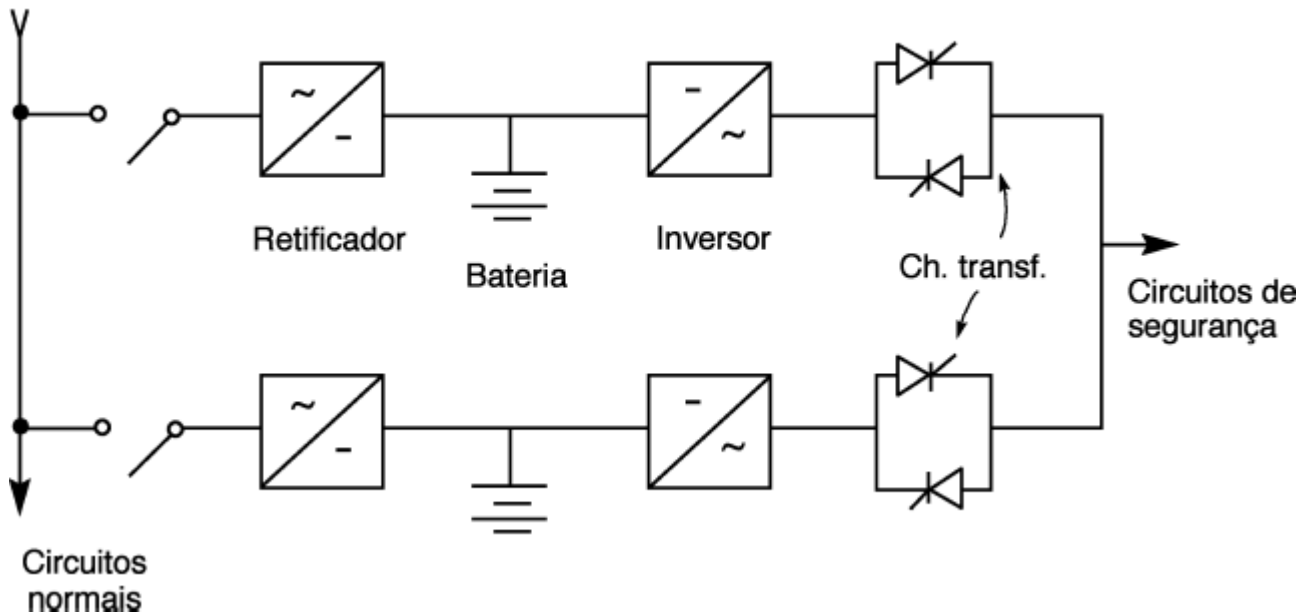 Retificador
Bateria
Inversor
Ch. transf.
Circuitos de
segurança
Circuitos
normais